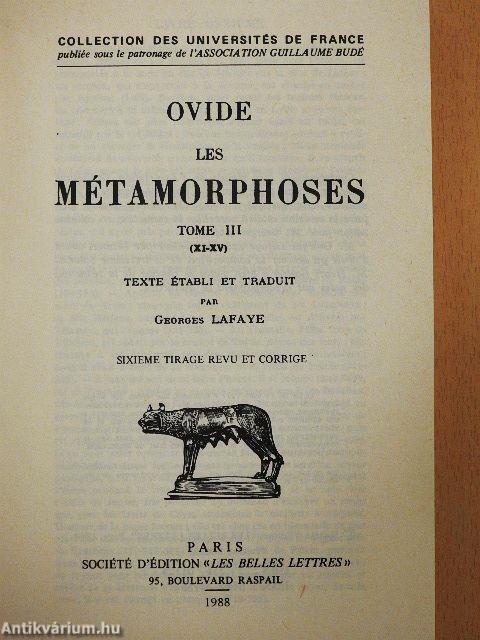 COLLECTION DES UNIVERSITÉS DE FRANCE
publiée sous le patronage de l'ASSOCIATION GUILLAUME BUDÉ
OVIDE
LES
MÉTAMORPHOSES
TOME III
(XI-XV)
TEXTE ÉTABLI ET TRADUIT
PAR
GEORGES LAFAYE
SIXIEME TIRAGE REVU ET CORRIGE
PARIS
SOCIÉTÉ D'ÉDITION «LES BELLES LETTRES»
95, BOULEVARD RASPAIL
1988
Antikvárium.hu